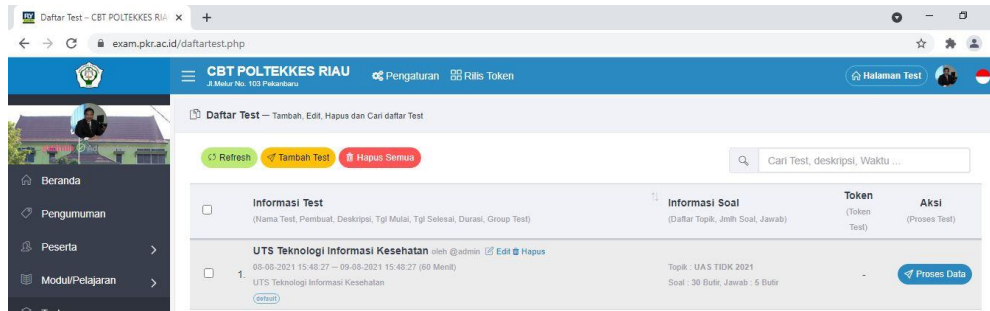 Daftar Test - CBT POLTEKKES RIA
exam.pkr.ac.id/daftartest.php
CBT POLTEKKES RIAU
Jl.Melur No. 103 Pekanbaru
Pengaturan
Rilis Token
Halaman Test
Daftar Test — Tambah, Edit, Hapus dan Cari daftar Test
Refresh
Tambah Test
Hapus Semua
Cari Test, deskripsi, Waktu ...
Beranda
Pengumuman
Peserta
Modul/Pelajaran
Informasi Test
(Nama Test, Pembuat, Deskripsi, Tgl Mulai, Tgl Selesai, Durasi, Group Test)
Informasi Soal
(Daftar Topik, Jmlh Soal, Jawab)
Token
(Token
Test)
Aksi
(Proses Test)
1.
UTS Teknologi Informasi Kesehatan oleh @admin Edit Hapus
08-08-2021 15:48:27 — 09-08-2021 15:48:27 (60 Menit)
UTS Teknologi Informasi Kesehatan
(default)
Topik : UAS TIDK 2021
Soal : 30 Butir, Jawab : 5 Butir
-
Proses Data